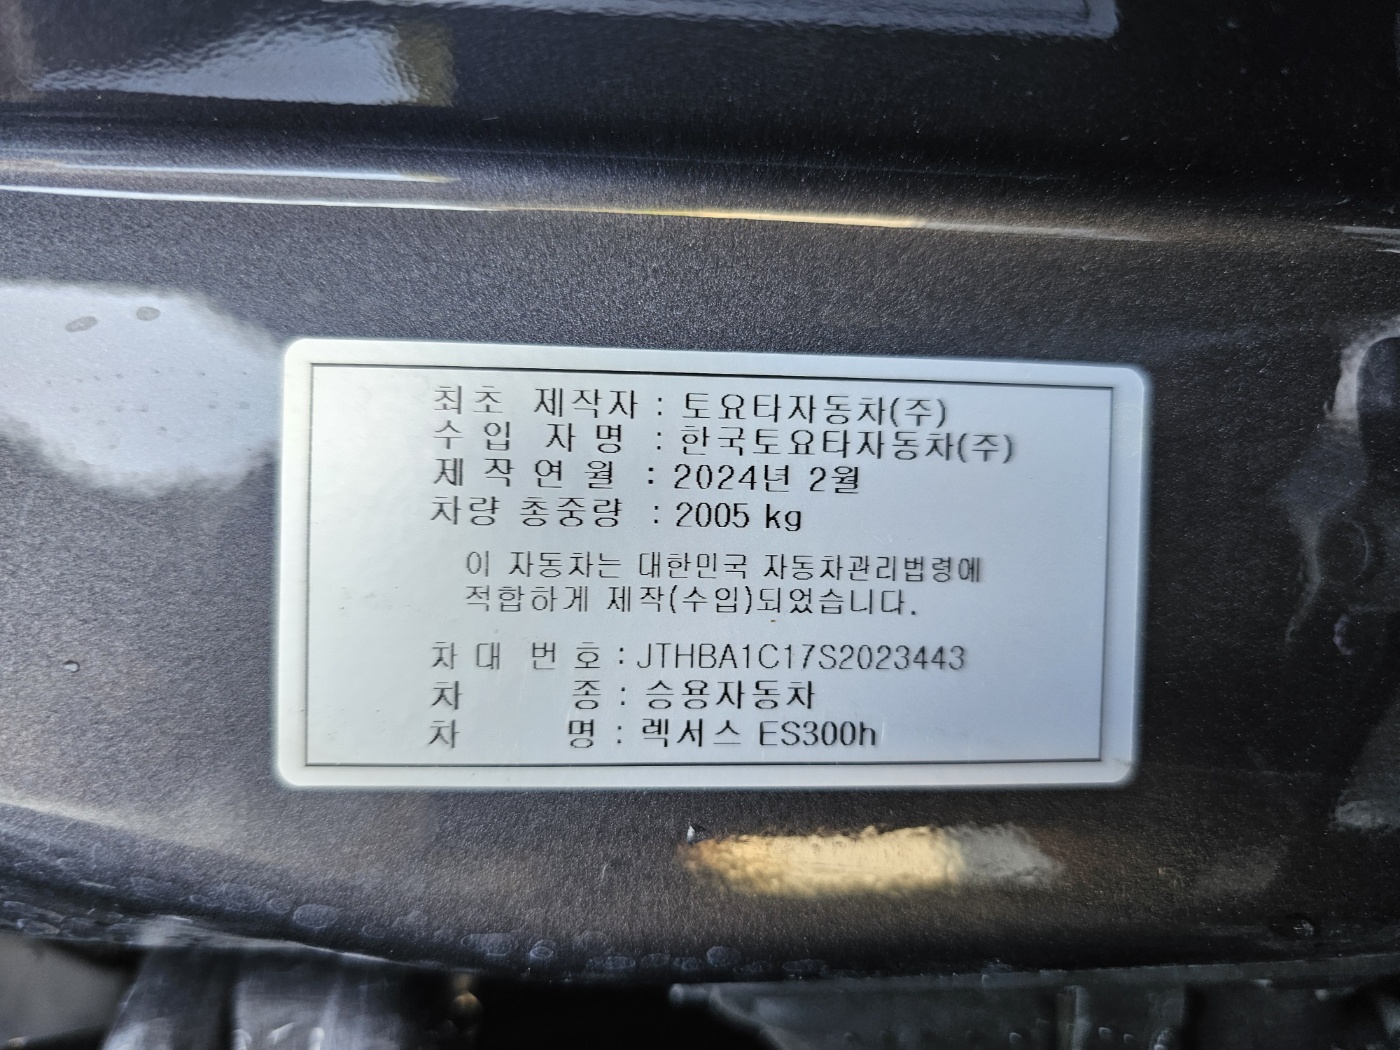 최초 제작자 : 토요타자동차(주)
수 입 자 명 : 한국토요타자동차(주)
제 작 연 월 : 2024년 2월
차량 총중량 : 2005 kg
이 자동차는 대한민국 자동차관리법령에
적합하게 제작(수입)되었습니다.
차 대 번 호 : JTHBA1C17S2023443
차 종 : 승용자동차
차 명 : 렉서스 ES300h